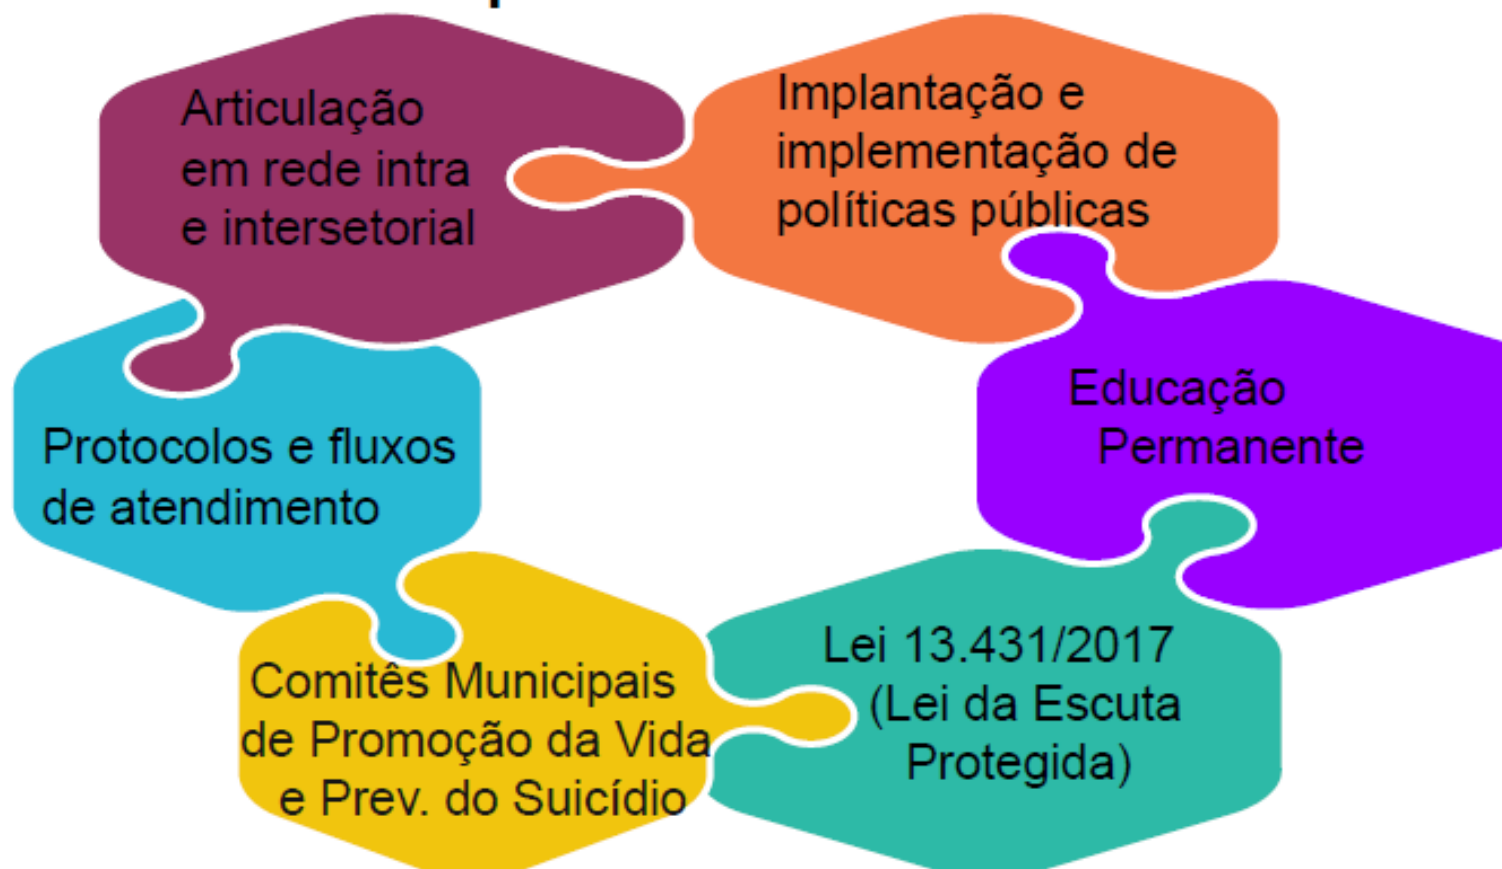 Articulação
em rede intra
e intersetorial
Implantação e
implementação de
políticas públicas
Educação
Permanente
Protocolos e fluxos
de atendimento
Comitês Municipais
de Promoção da Vida
e Prev. do Suicídio
Lei 13.431/2017
(Lei da Escuta
Protegida)